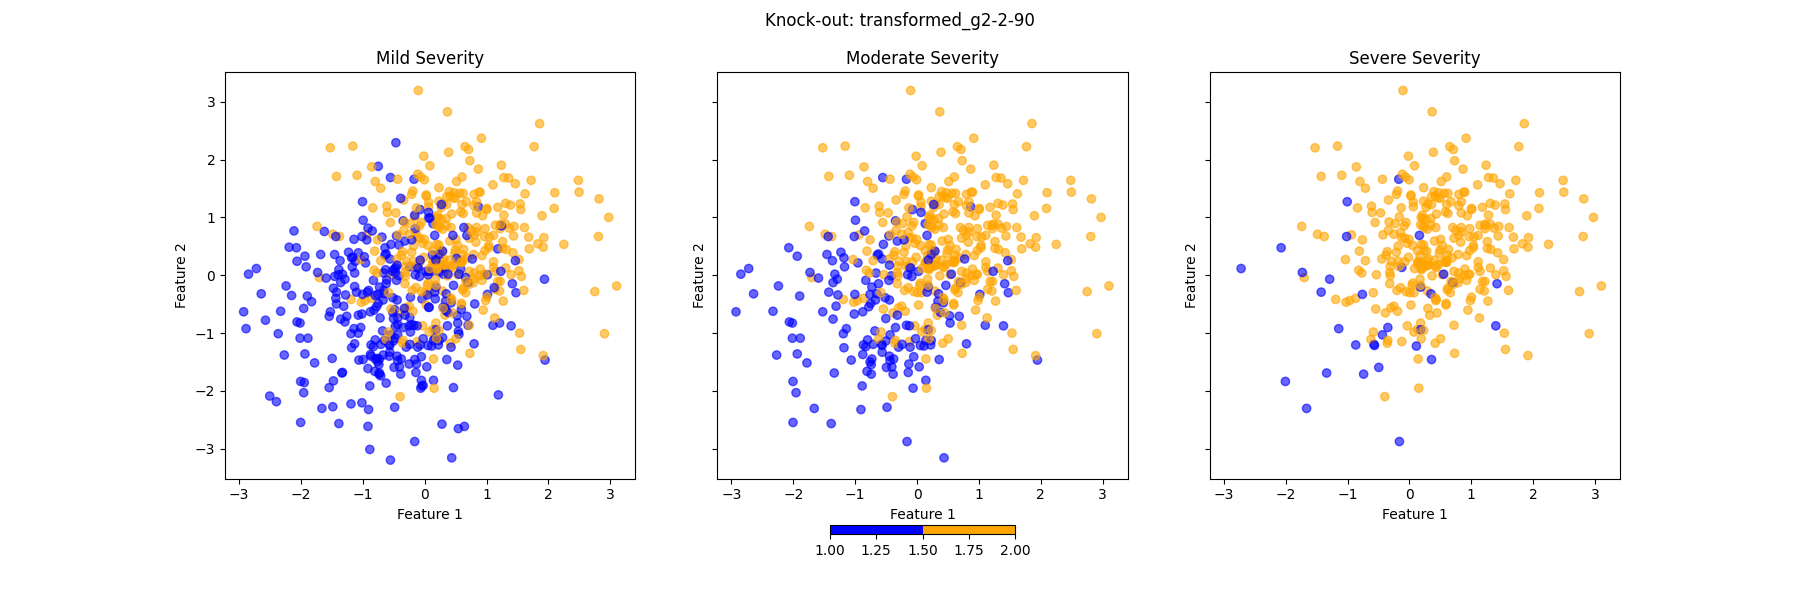 Knock-out: transformed_g2-2-90
Mild Severity
Moderate Severity
Severe Severity
3
2
1
0
−1
−2
−3
Feature 2
Feature 2
Feature 2
−3 −2 −1 0 1 2 3
−3 −2 −1 0 1 2 3
−3 −2 −1 0 1 2 3
Feature 1
Feature 1
Feature 1
1.00 1.25 1.50 1.75 2.00